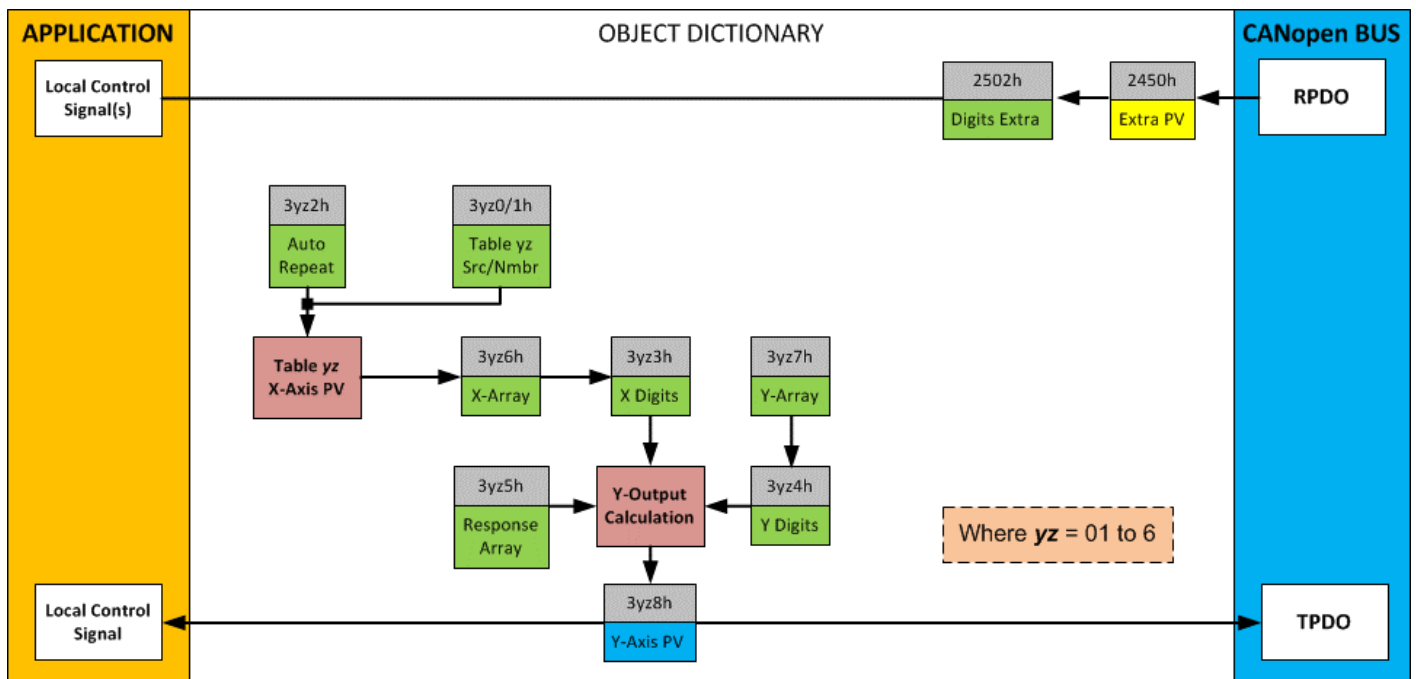 APPLICATION
OBJECT DICTIONARY
CANopen BUS
Local Control
Signal(s)
2502h
Digits Extra
2450h
Extra PV
RPDO
3yz2h
Auto
Repeat
3yz0/1h
Table yz
Src/Nmbr
Table yz
X-Axis PV
3yz6h
X-Array
3yz3h
X Digits
3yz7h
Y-Array
3yz5h
Response
Array
Y-Output
Calculation
3yz4h
Y Digits
Where yz = 01 to 6
Local Control
Signal
3yz8h
Y-Axis PV
TPDO